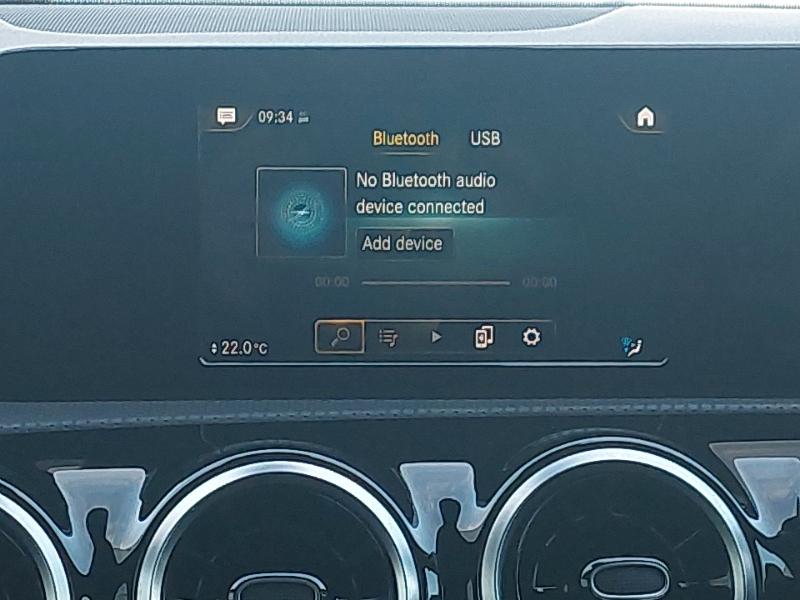 09:34
Bluetooth USB
No Bluetooth audio
device connected
Add device
00:00 00:00
22.0°C